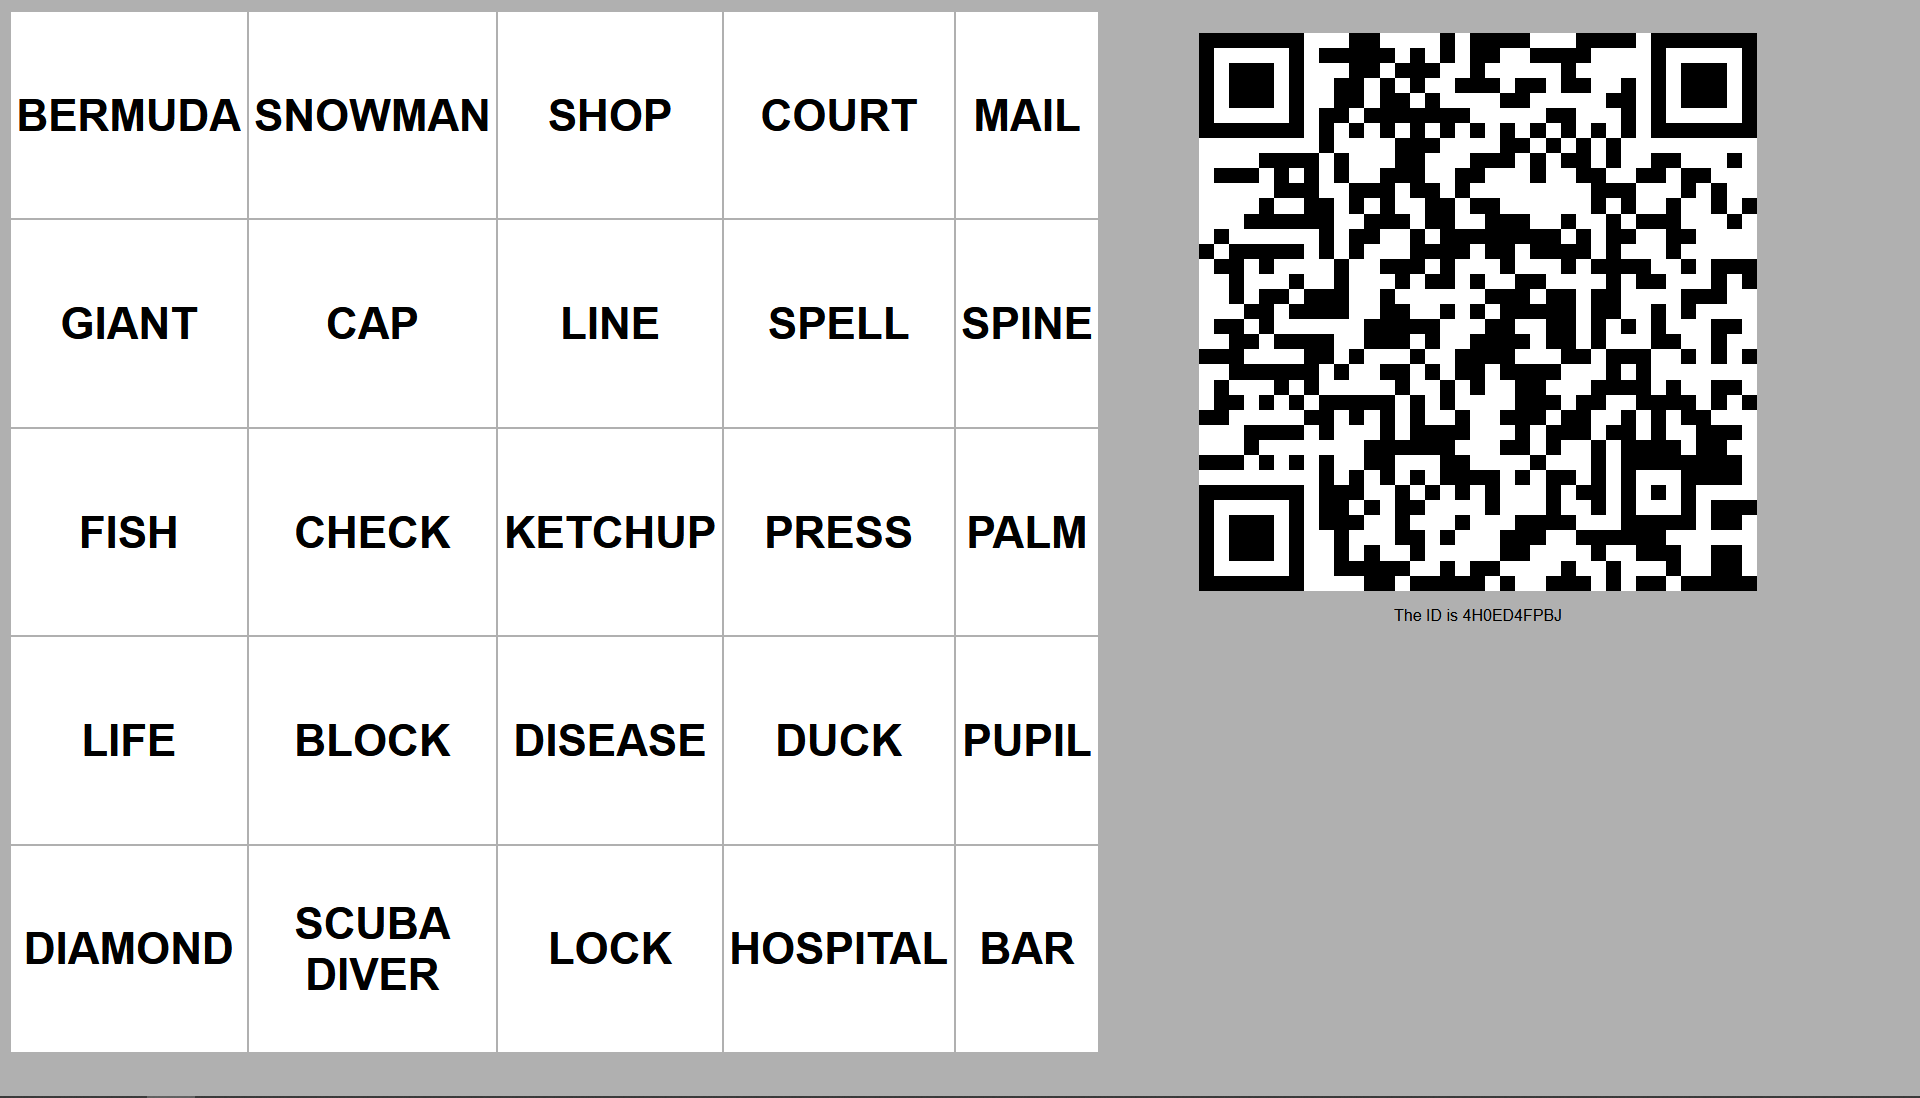 BERMUDA SNOWMAN SHOP COURT MAIL
GIANT CAP LINE SPELL SPINE
FISH CHECK KETCHUP PRESS PALM
LIFE BLOCK DISEASE DUCK PUPIL
DIAMOND SCUBA DIVER LOCK HOSPITAL BAR
The ID is 4H0ED4FPBJ